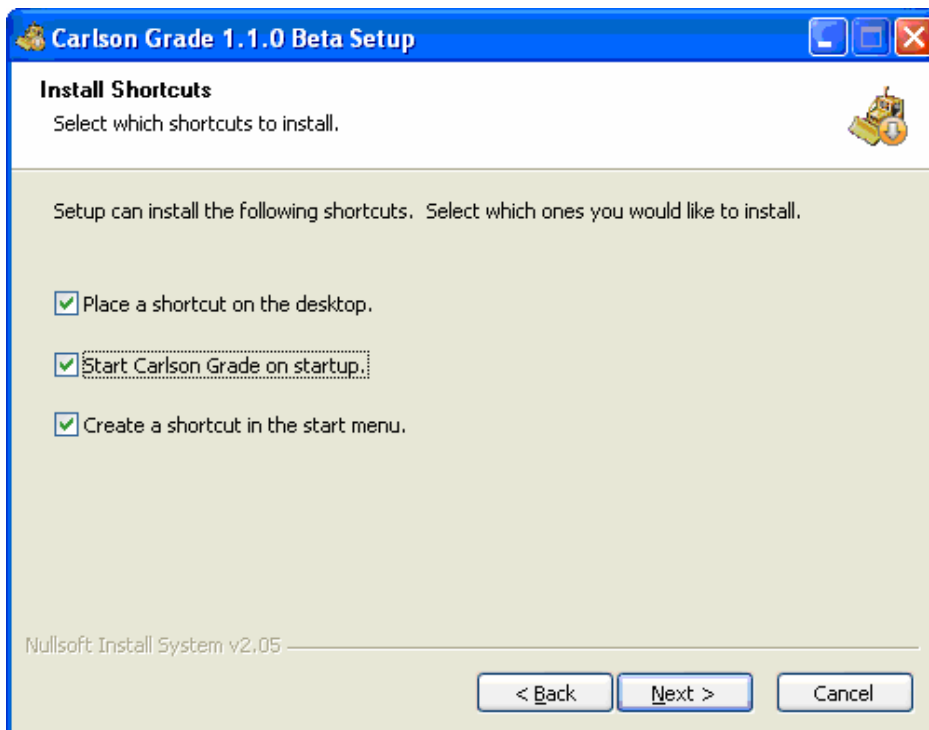 Carlson Grade 1.1.0 Beta Setup
Install Shortcuts
Select which shortcuts to install.
Setup can install the following shortcuts.  Select which ones you would like to install.
Place a shortcut on the desktop.
Start Carlson Grade on startup.
Create a shortcut in the start menu.
Nullsoft Install System v2.05
< Back
Next >
Cancel